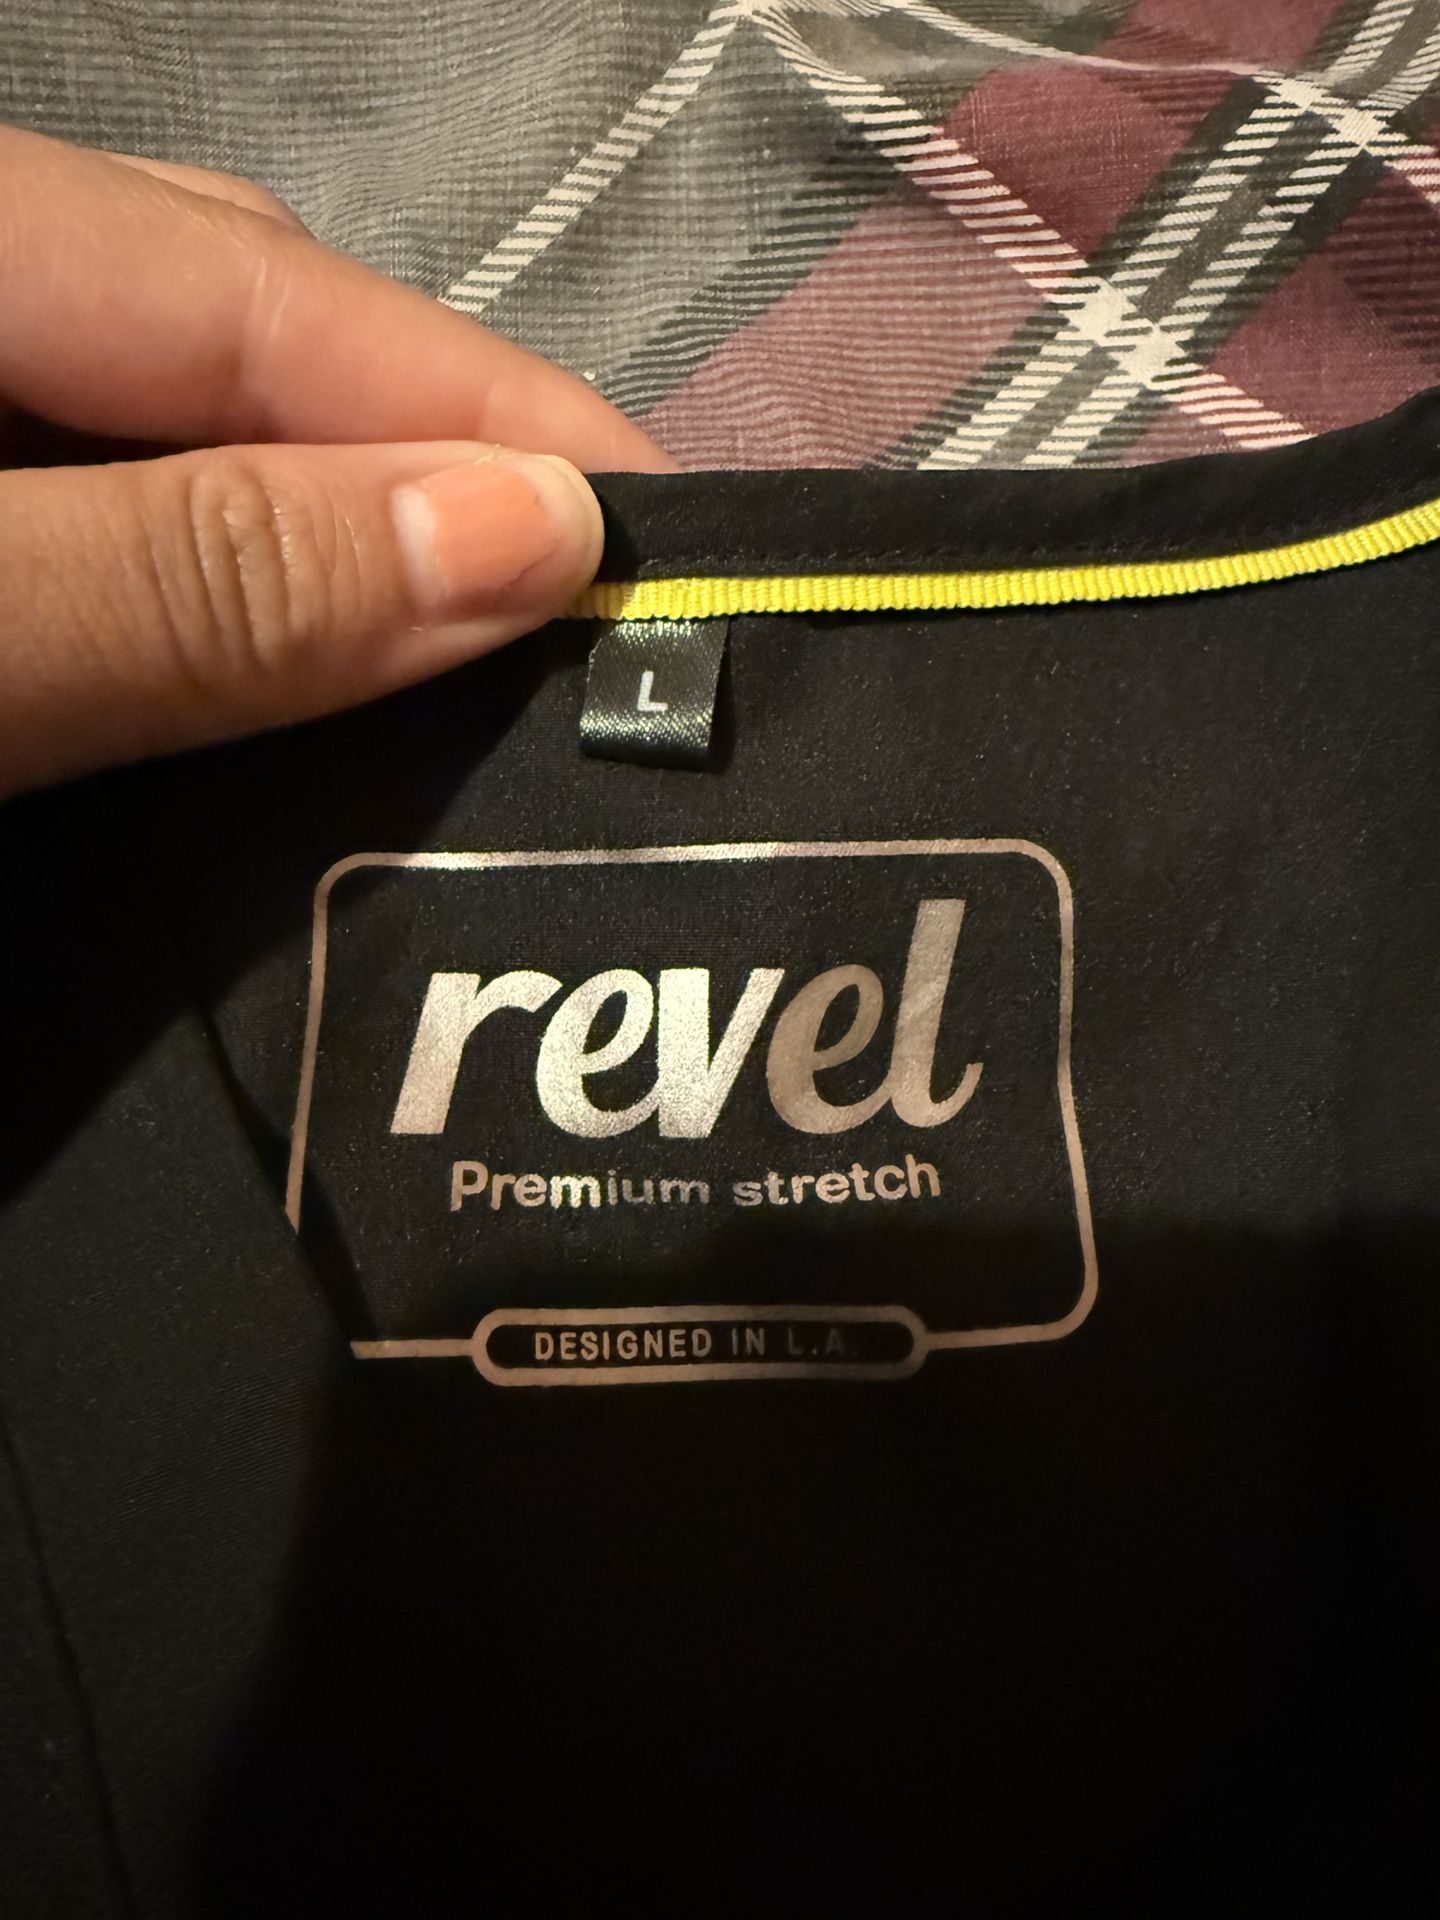 L
revel
Premium stretch
DESIGNED IN L.A.